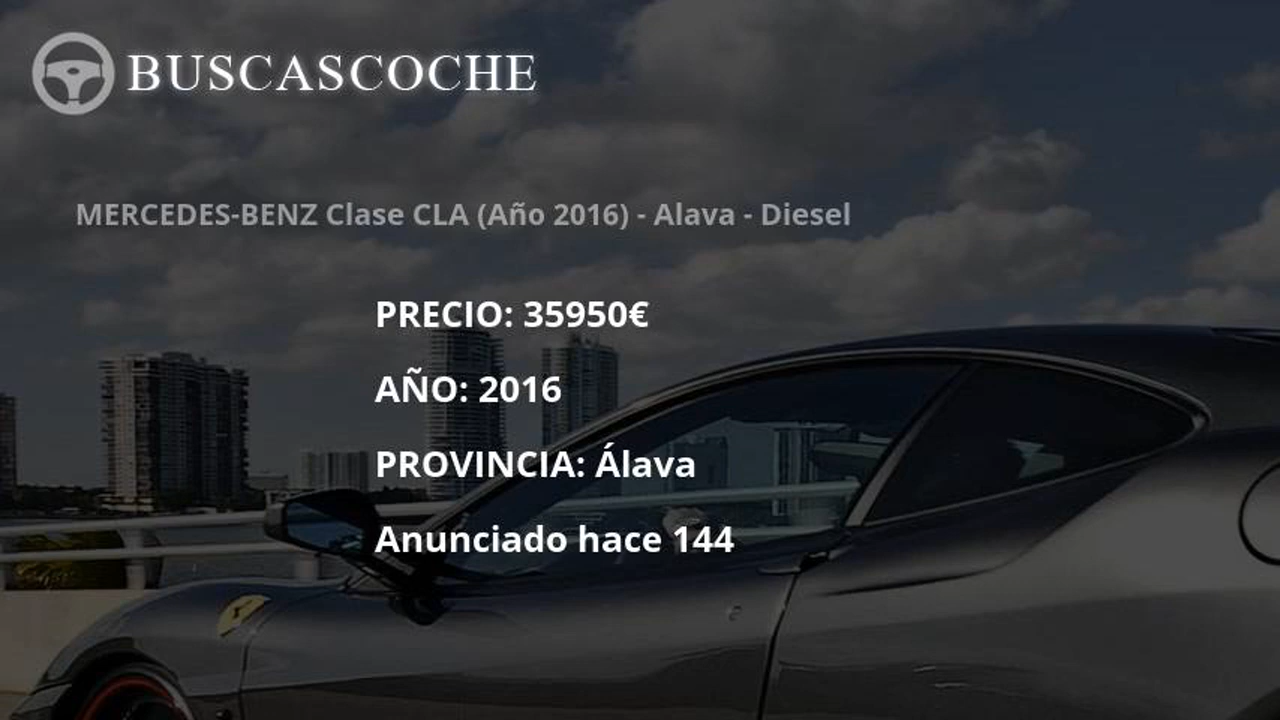 BUSCASCOCHE
MERCEDES-BENZ Clase CLA (Año 2016) - Alava - Diesel
PRECIO: 35950€
AÑO: 2016
PROVINCIA: Álava
Anunciado hace 144